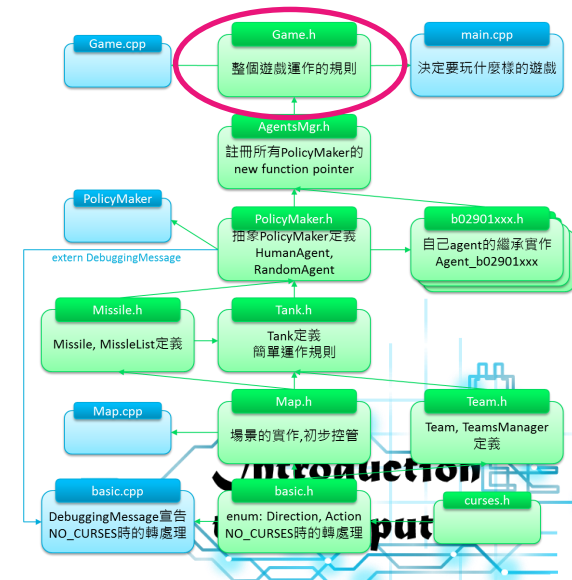 Game.cpp
Game.h
整個遊戲運作的規則
main.cpp
決定要玩什麼樣的遊戲
AgentsMgr.h
註冊所有PolicyMaker的
new function pointer
PolicyMaker
extern DebuggingMessage
PolicyMaker.h
抽象PolicyMaker定義
HumanAgent,
RandomAgent
b02901xxx.h
自己agent的繼承實作
Agent_b02901xxx
Missile.h
Missile, MissleList定義
Tank.h
Tank定義
簡單運作規則
Map.cpp
Map.h
場景的實作,初步控管
Team.h
Team, TeamsManager
定義
Introduction
basic.cpp
DebuggingMessage宣告
NO_CURSES時的轉處理
basic.h
enum: Direction, Action
NO_CURSES時的轉處理
curses.h